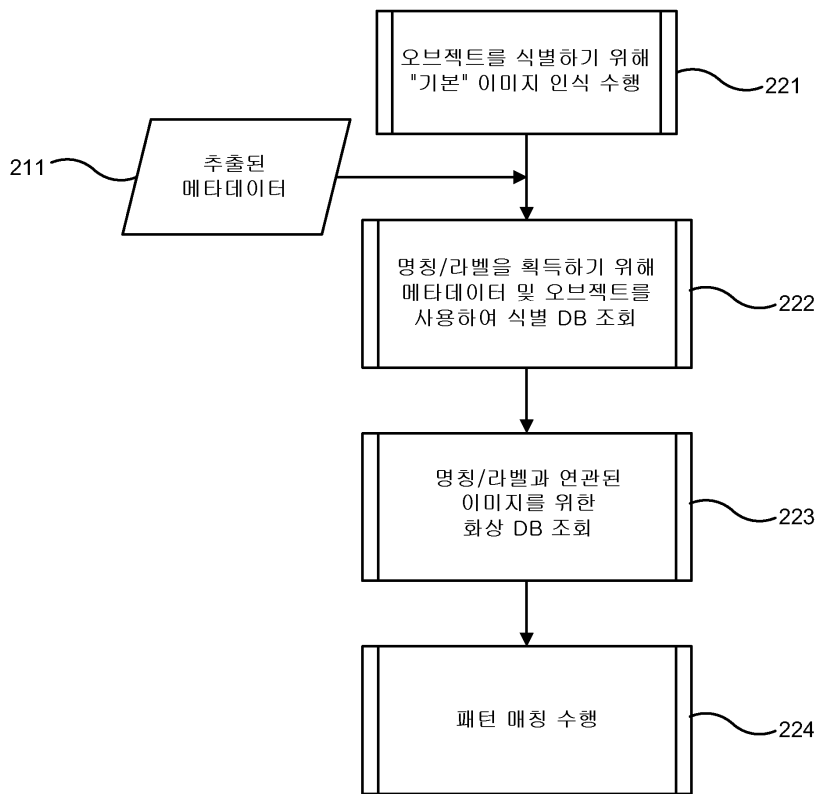 오브젝트를 식별하기 위해
"기본" 이미지 인식 수행
221
211
추출된
메타데이터
명칭/라벨을 획득하기 위해
메타데이터 및 오브젝트를
사용하여 식별 DB 조회
222
명칭/라벨과 연관된
이미지를 위한
화상 DB 조회
223
패턴 매칭 수행
224